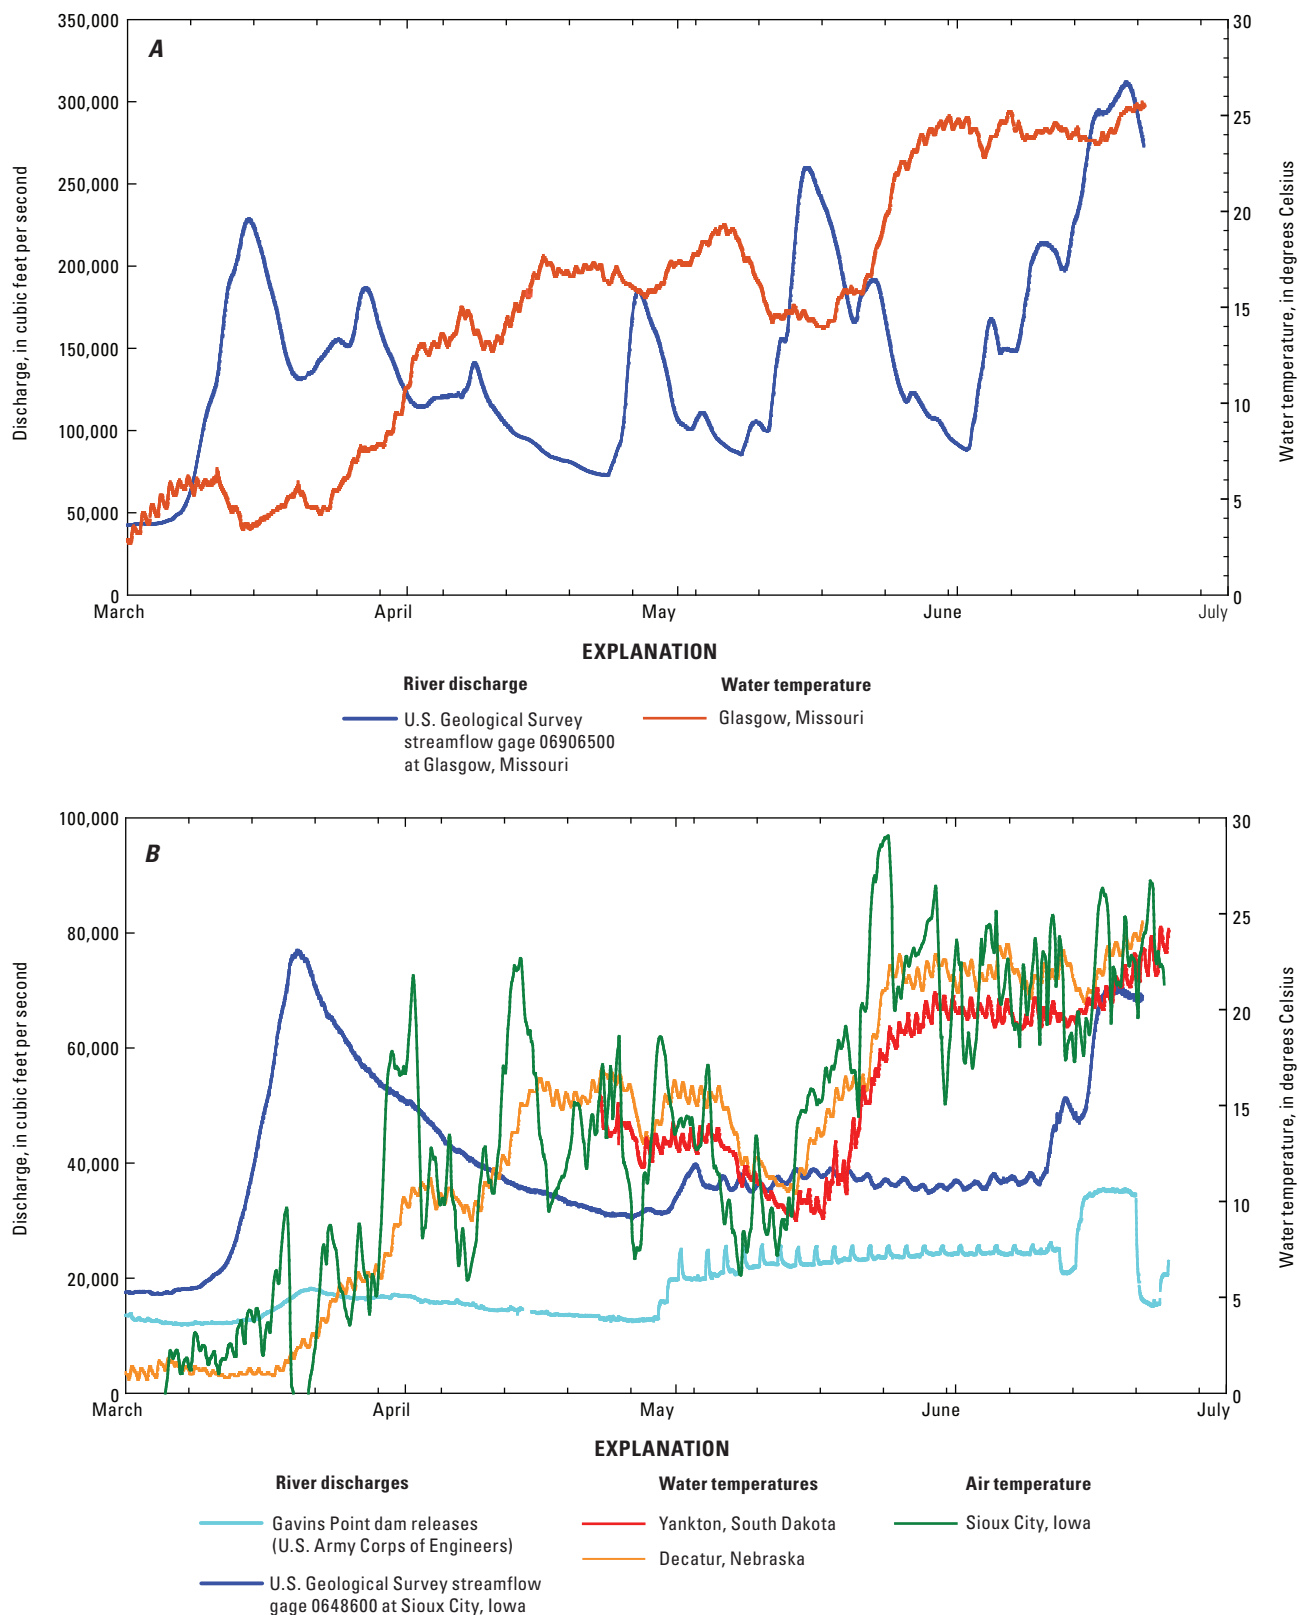 A
350,000
300,000
250,000
200,000
150,000
100,000
50,000
0
Discharge, in cubic feet per second
30
25
20
15
10
5
0
Water temperature, in degrees Celsius
March April May June July
EXPLANATION
River discharge
U.S. Geological Survey
streamflow gage 06906500
at Glasgow, Missouri
Water temperature
Glasgow, Missouri
B
100,000
80,000
60,000
40,000
20,000
0
Discharge, in cubic feet per second
30
25
20
15
10
5
0
Water temperature, in degrees Celsius
March April May June July
EXPLANATION
River discharges
Gavins Point dam releases
(U.S. Army Corps of Engineers)
U.S. Geological Survey streamflow
gage 0648600 at Sioux City, Iowa
Water temperatures
Yankton, South Dakota
Decatur, Nebraska
Air temperature
Sioux City, Iowa